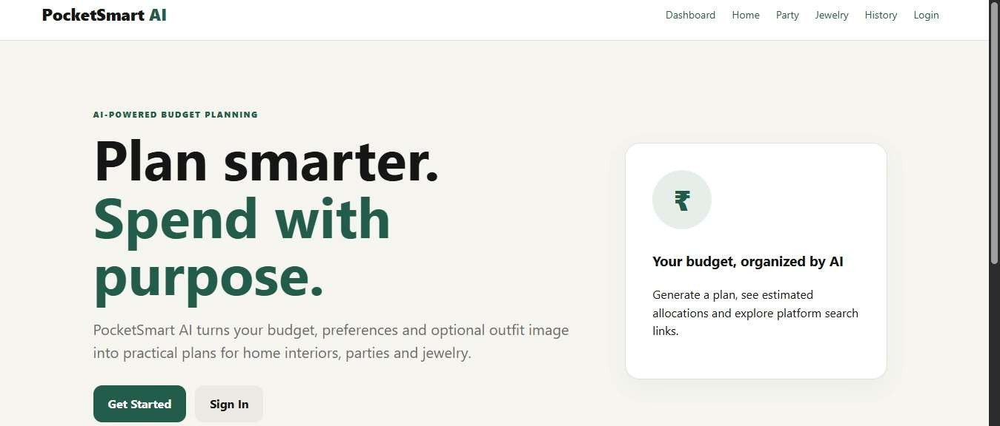 PocketSmart AI
Dashboard Home Party Jewelry History Login
AI-POWERED BUDGET PLANNING
Plan smarter.
Spend with
purpose.
PocketSmart AI turns your budget, preferences and optional outfit image
into practical plans for home interiors, parties and jewelry.
Get Started Sign In
₹
Your budget, organized by AI
Generate a plan, see estimated
allocations and explore platform search
links.